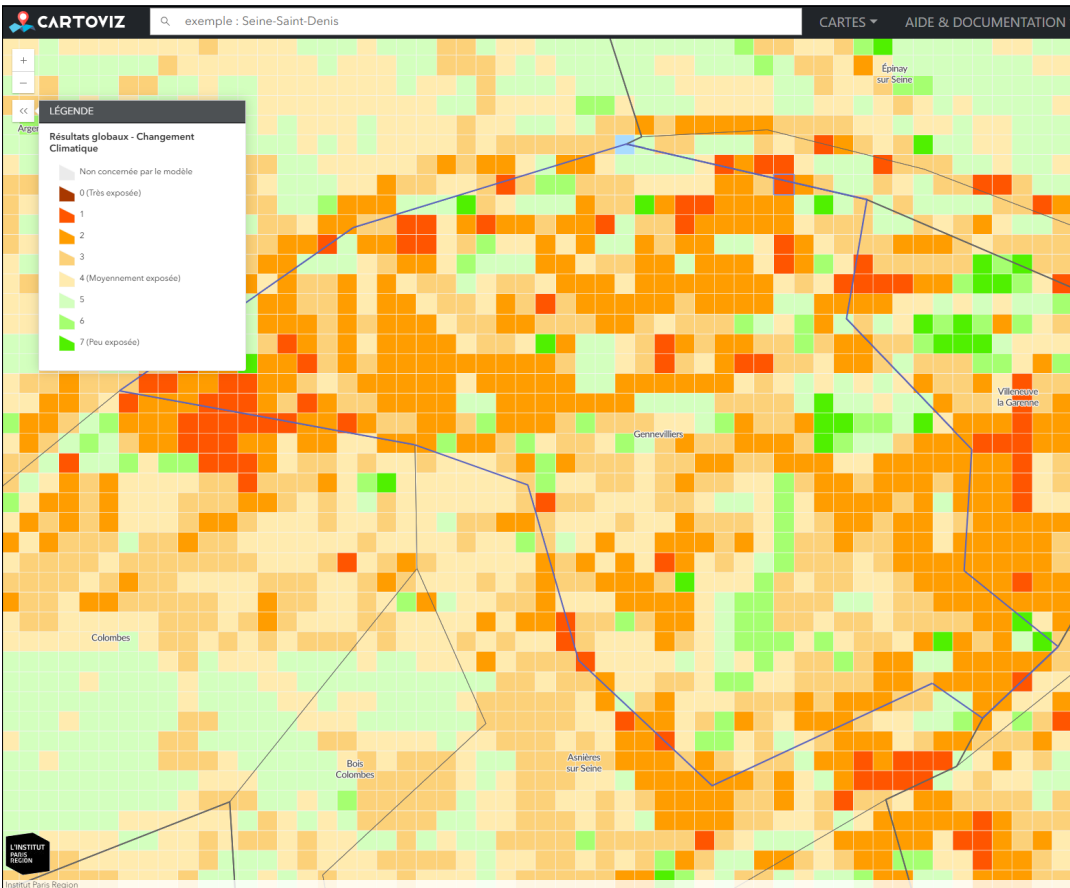 CARTOVIZ
exemple : Seine-Saint-Denis
CARTES
AIDE & DOCUMENTATION
+
−
«
LÉGENDE
Résultats globaux - Changement
Climatique
Non concernée par le modèle
0 (Très exposée)
1
2
3
4 (Moyennement exposée)
5
6
7 (Peu exposée)
Épinay
sur Seine
Villeneuve
la Garenne
Gennevilliers
Colombes
Bois
Colombes
Asnières
sur Seine
L'INSTITUT
PARIS
REGION
Institut Paris Region